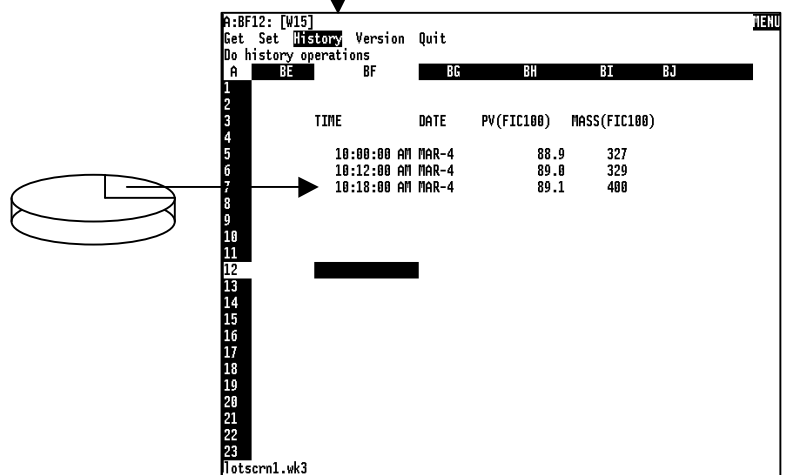 A:BF12: [W15] MENU
Get Set History Version Quit
Do history operations
A BE BF BG BH BI BJ
1
2
3 TIME DATE PV(FIC100) MASS(FIC100)
4
5 10:00:00 AM MAR-4 88.9 327
6 10:12:00 AM MAR-4 89.0 329
7 10:18:00 AM MAR-4 89.1 400
8
9
10
11
12
13
14
15
16
17
18
19
20
21
22
23
lotscrn1.wk3